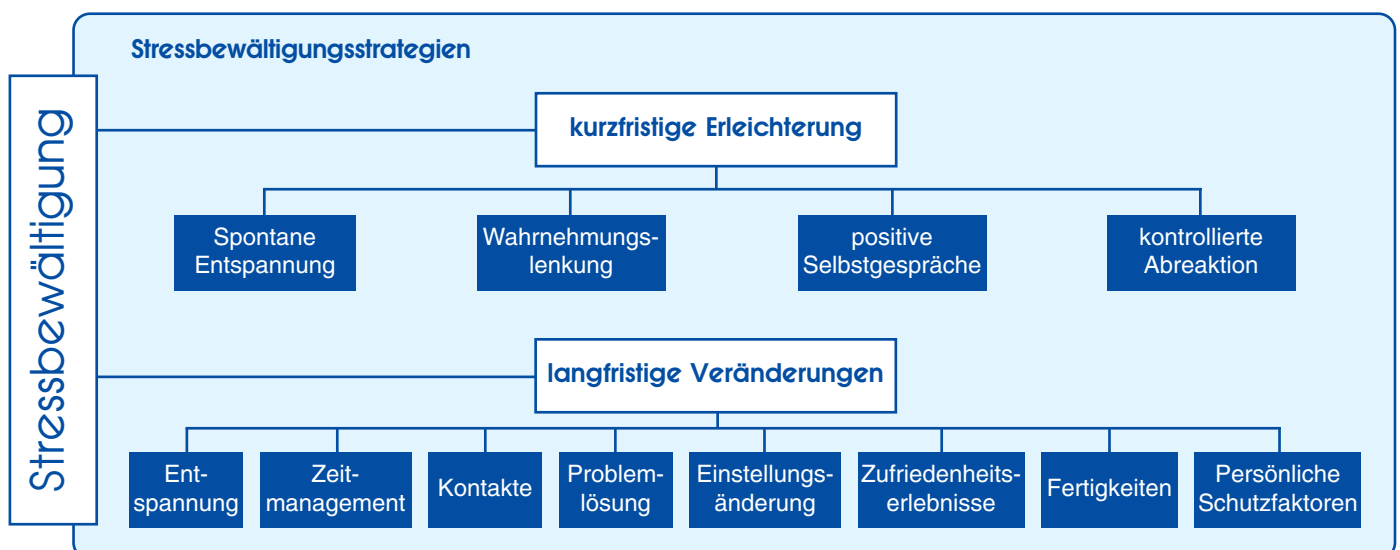 Stressbewältigungsstrategien
Stressbewältigung
kurzfristige Erleichterung
Spontane
Entspannung
Wahrnehmungs-
lenkung
positive
Selbstgespräche
kontrollierte
Abreaktion
langfristige Veränderungen
Ent-
spannung
Zeit-
management
Kontakte
Problem-
lösung
Einstellungs-
änderung
Zufriedenheits-
erlebnisse
Fertigkeiten
Persönliche
Schutzfaktoren